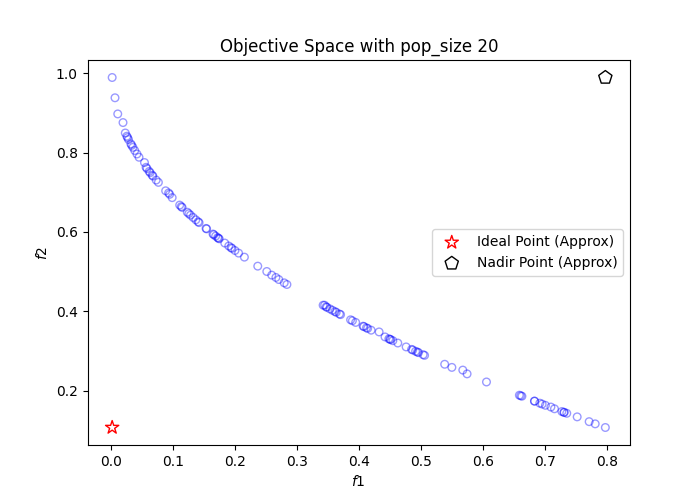 Objective Space with pop_size 20
1.0
0.8
0.6
0.4
0.2
f2
Ideal Point (Approx)
Nadir Point (Approx)
0.0 0.1 0.2 0.3 0.4 0.5 0.6 0.7 0.8
f1